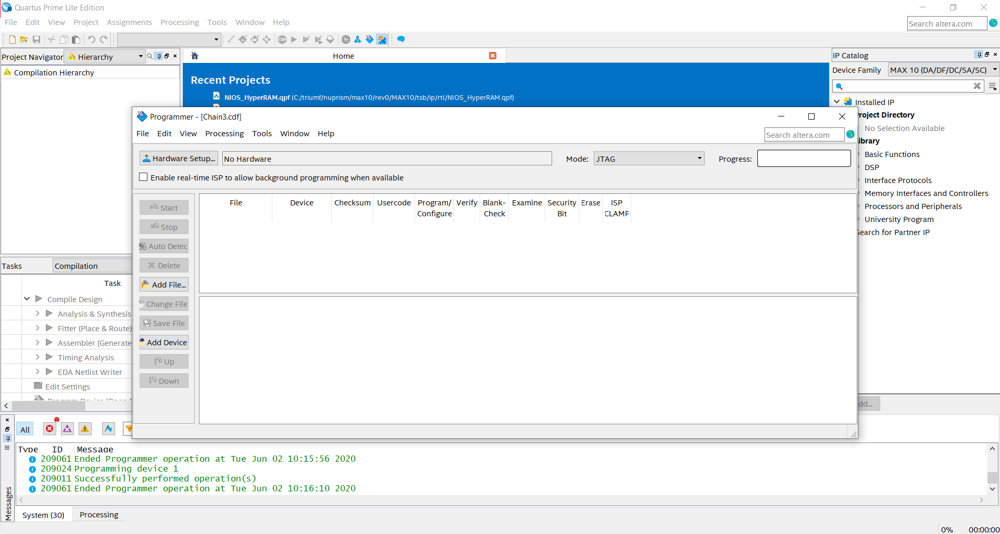 Quartus Prime Lite Edition
File Edit View Project Assignments Processing Tools Window Help
Search altera.com
Project Navigator Hierarchy
Compilation Hierarchy
Home
Recent Projects
NIOS_HyperRAM.qpf (C:/triumf/nuprism/max10/rev0/MAX10/tsb/ip/rtl/NIOS_HyperRAM.qpf)
IP Catalog
Device Family MAX 10 (DA/DF/DC/SA/SC)
Installed IP
roject Directory
No Selection Available
ibrary
Basic Functions
DSP
Interface Protocols
Memory Interfaces and Controllers
Processors and Peripherals
University Program
Search for Partner IP
dd...
Programmer - [Chain3.cdf]
File Edit View Processing Tools Window Help
Search altera.com
Hardware Setup... No Hardware Mode: JTAG Progress:
Enable real-time ISP to allow background programming when available
Start
Stop
Auto Detec
Delete
Add File...
Change File
Save File
Add Device
Up
Down
File Device Checksum Usercode Program/ Verify Blank- Examine Security Erase ISP
Configure Check Bit CLAMP
Tasks Compilation
Task
Compile Design
Analysis & Synthesis
Fitter (Place & Route)
Assembler (Generate
Timing Analysis
EDA Netlist Writer
Edit Settings
Program Device (Open
All
Type ID Message
209061 Ended Programmer operation at Tue Jun 02 10:15:56 2020
209024 Programming device 1
209011 Successfully performed operation(s)
209061 Ended Programmer operation at Tue Jun 02 10:16:10 2020
Messages
System (30) Processing
0% 00:00:00